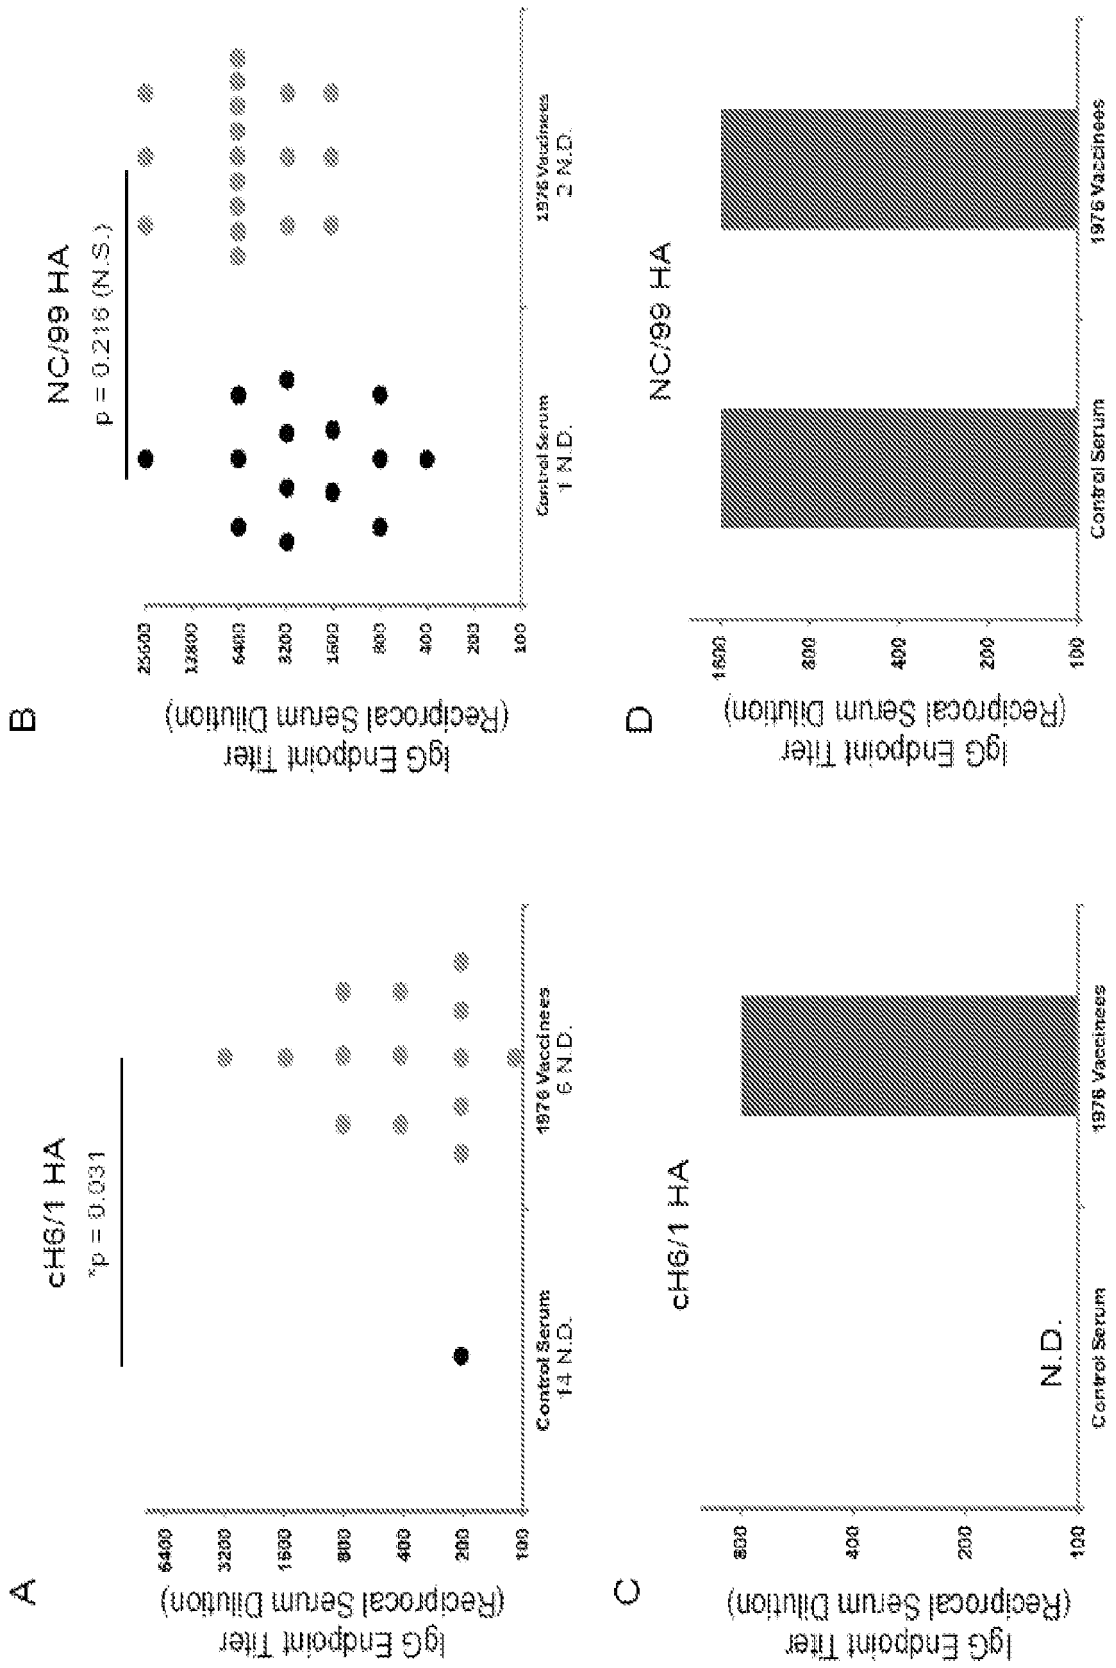 A
cH6/1 HA
*p = 0.031
IgG Endpoint Titer
(Reciprocal Serum Dilution)
6400
3200
1600
800
400
200
100
Control Serum
14 N.D.
1976 Vaccinees
6 N.D.
B
NC/99 HA
p = 0.216 (N.S.)
IgG Endpoint Titer
(Reciprocal Serum Dilution)
25600
6400
3200
1600
800
400
200
100
Control Serum
1 N.D.
1976 Vaccinees
2 N.D.
C
cH6/1 HA
IgG Endpoint Titer
(Reciprocal Serum Dilution)
800
400
200
100
N.D.
Control Serum
1976 Vaccinees
D
NC/99 HA
IgG Endpoint Titer
(Reciprocal Serum Dilution)
1600
800
400
200
100
Control Serum
1976 Vaccinees